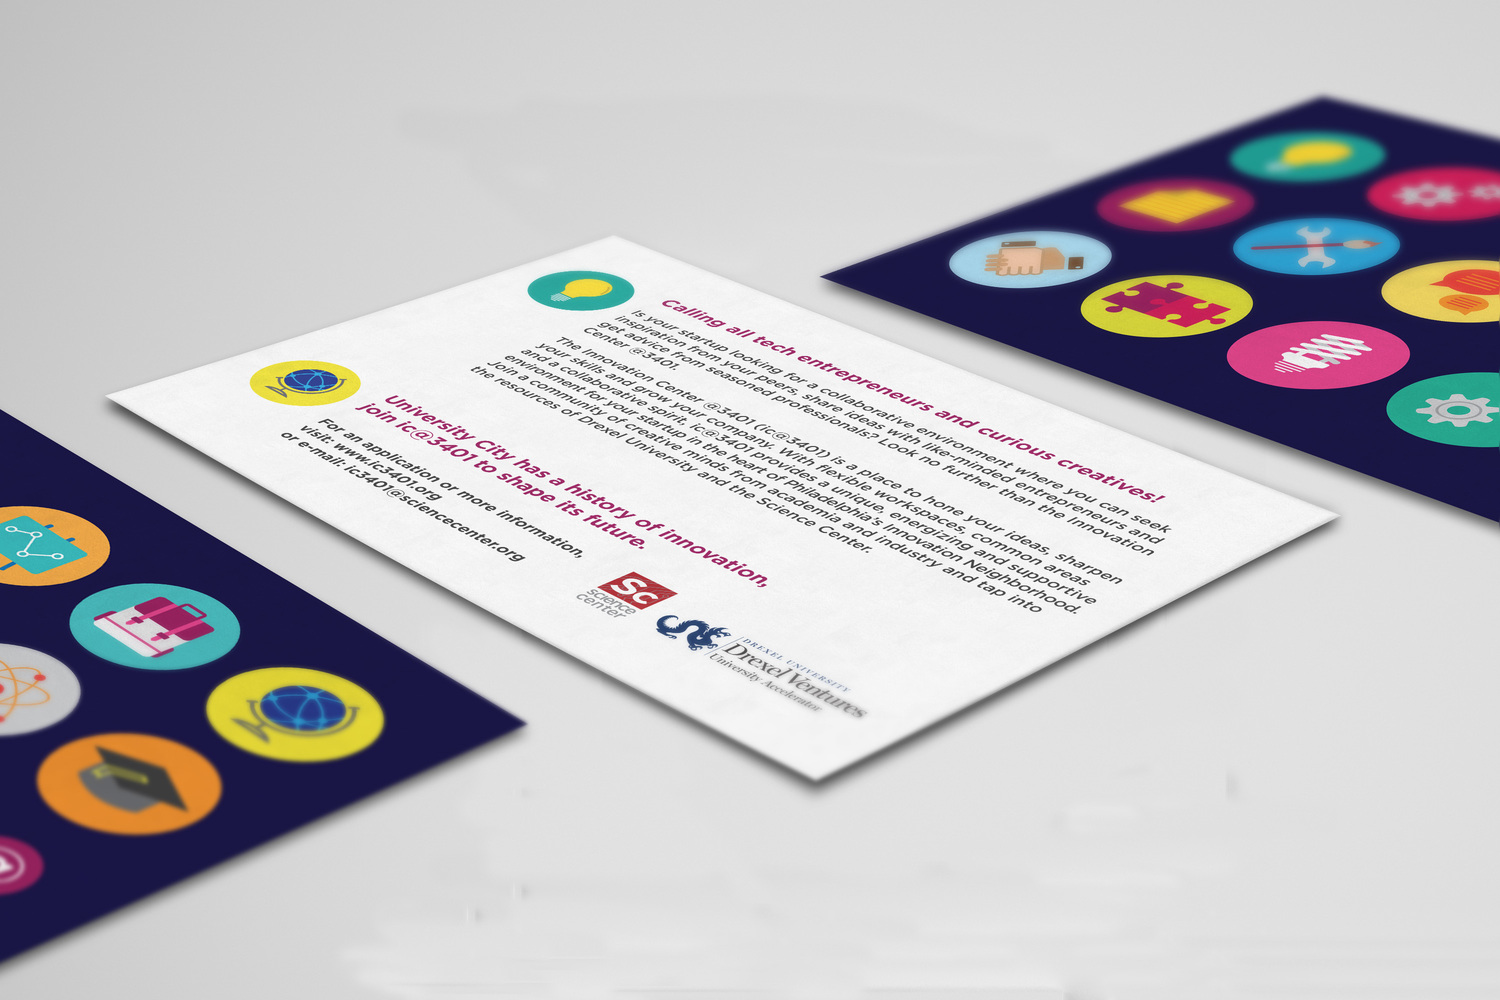 Calling all tech entrepreneurs and curious creatives!
Is your startup looking for a collaborative environment where you can seek
inspiration from your peers, share ideas with like-minded entrepreneurs and
get advice from seasoned professionals? Look no further than the Innovation
Center @3401.
The Innovation Center @3401 (ic@3401) is a place to hone your ideas, sharpen
your skills and grow your company. With flexible workspaces, common areas
and a collaborative spirit, ic@3401 provides a unique, energizing and supportive
environment for your startup in the heart of Philadelphia's Innovation Neighborhood.
Join a community of creative minds from academia and industry and tap into
the resources of Drexel University and the Science Center.
University City has a history of innovation,
join ic@3401 to shape its future.
For an application or more information,
visit: www.ic3401.org
or e-mail: ic3401@sciencecenter.org
Sc
science
center
DREXEL UNIVERSITY
Drexel Ventures
University Accelerator